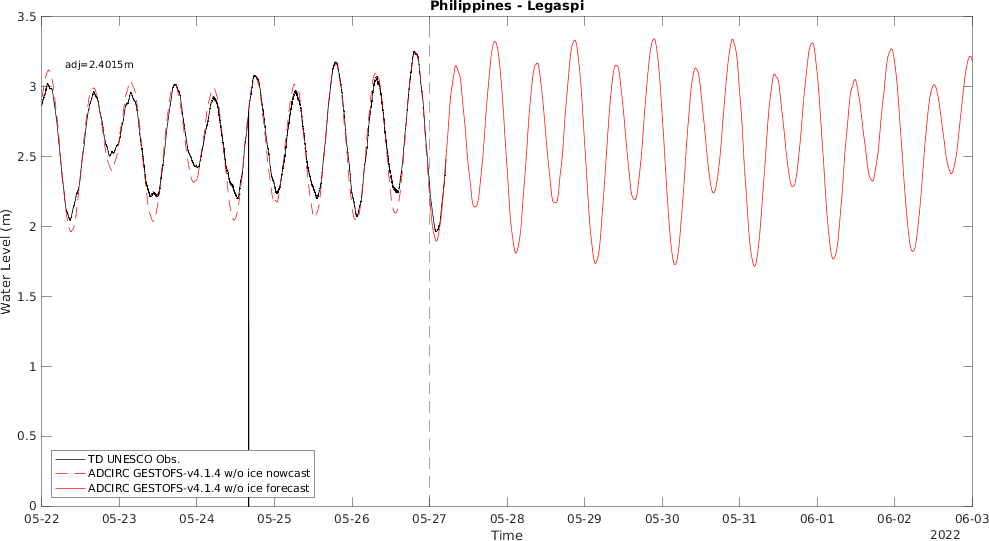 Philippines - Legaspi
3.5
adj=2.4015m
3
2.5
2
1.5
1
0.5
0
Water Level (m)
TD UNESCO Obs.
ADCIRC GESTOFS-v4.1.4 w/o ice nowcast
ADCIRC GESTOFS-v4.1.4 w/o ice forecast
05-22 05-23 05-24 05-25 05-26 05-27 05-28 05-29 05-30 05-31 06-01 06-02 06-03
Time
2022